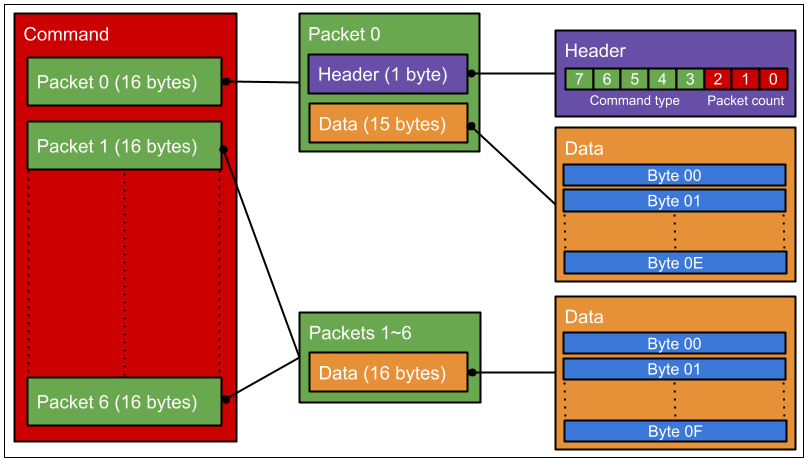 Command
Packet 0 (16 bytes)
Packet 1 (16 bytes)
Packet 6 (16 bytes)
Packet 0
Header (1 byte)
Data (15 bytes)
Packets 1~6
Data (16 bytes)
Header
7 6 5 4 3 2 1 0
Command type Packet count
Data
Byte 00
Byte 01
Byte 0E
Data
Byte 00
Byte 01
Byte 0F